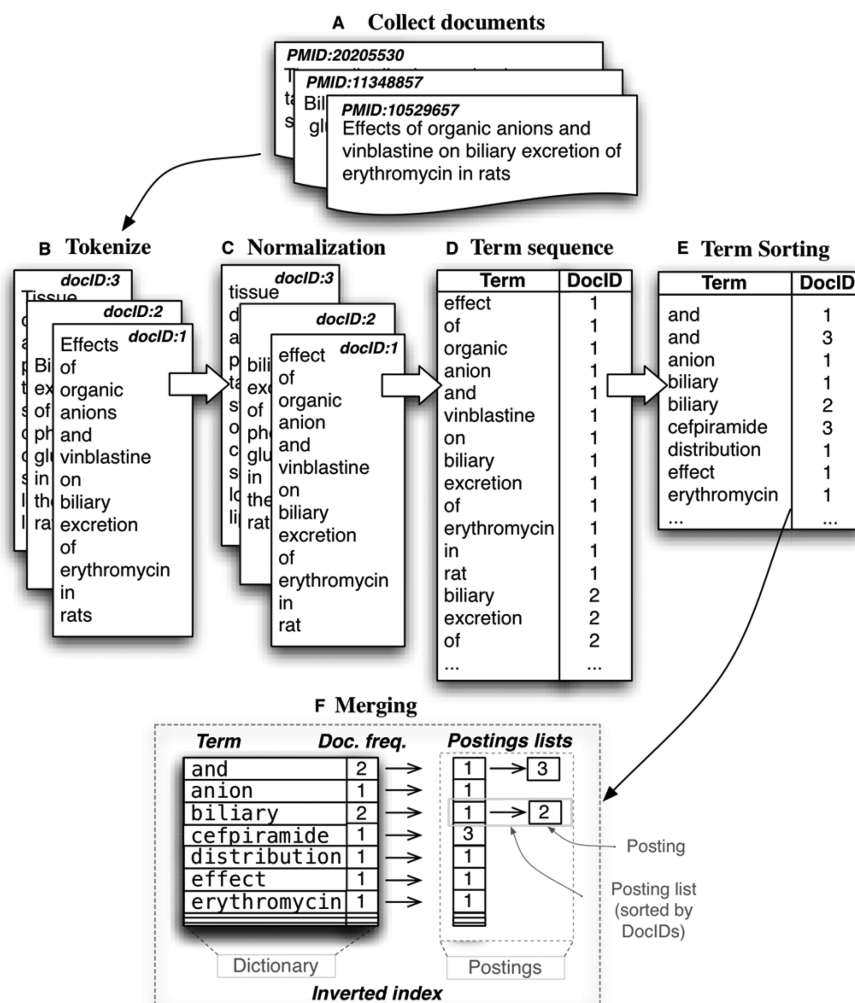 A Collect documents
PMID:20205530
PMID:11348857
PMID:10529657
Effects of organic anions and
vinblastine on biliary excretion of
erythromycin in rats
B Tokenize
docID:3
Tissue
docID:2
docID:1
Effects
of
organic
anions
and
vinblastine
on
biliary
excretion
of
erythromycin
in
rats
of
in
C Normalization
docID:3
tissue
docID:2
docID:1
effect
of
organic
anion
and
vinblastine
on
biliary
excretion
of
erythromycin
in
rat
of
in
D Term sequence
Term DocID
effect 1
of 1
organic 1
anion 1
and 1
vinblastine 1
on 1
biliary 1
excretion 1
of 1
erythromycin 1
in 1
rat 1
biliary 2
excretion 2
of 2
... ...
E Term Sorting
Term DocID
and 1
and 3
anion 1
biliary 1
biliary 2
cefpiramide 3
distribution 1
effect 1
erythromycin 1
... ...
F Merging
Term Doc. freq. Postings lists
and 2 1 3
anion 1 1
biliary 2 1 2
cefpiramide 1 3
distribution 1 1
effect 1 1
erythromycin 1 1
Posting
Posting list
(sorted by
DocIDs)
Dictionary Postings
Inverted index